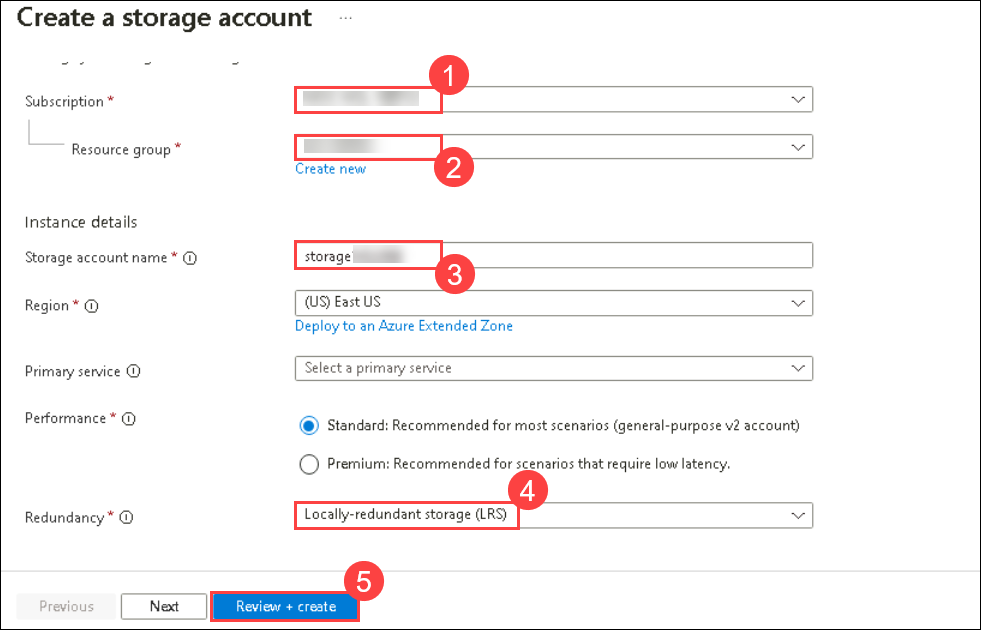 Create a storage account ...
1
Subscription *
Resource group *
2
Create new
Instance details
Storage account name *
storage
3
Region *
(US) East US
Deploy to an Azure Extended Zone
Primary service
Select a primary service
Performance *
Standard: Recommended for most scenarios (general-purpose v2 account)
Premium: Recommended for scenarios that require low latency.
4
Redundancy *
Locally-redundant storage (LRS)
5
Previous
Next
Review + create